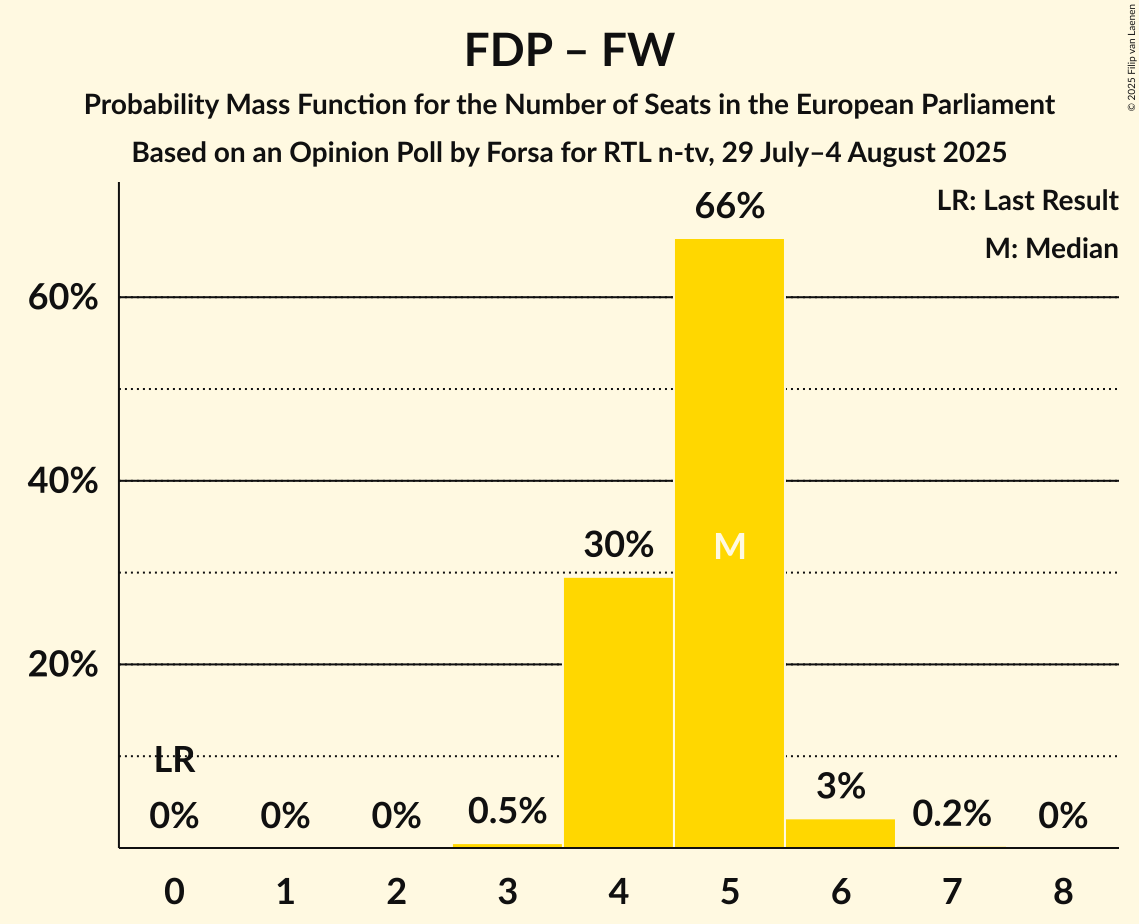 FDP – FW
Probability Mass Function for the Number of Seats in the European Parliament
Based on an Opinion Poll by Forsa for RTL n-tv, 29 July–4 August 2025
© 2025 Filip van Laenen
LR: Last Result
M: Median
66%
60%
40%
30%
M
20%
LR
0%
0%
0%
0.5%
3%
0.2%
0%
0
1
2
3
4
5
6
7
8